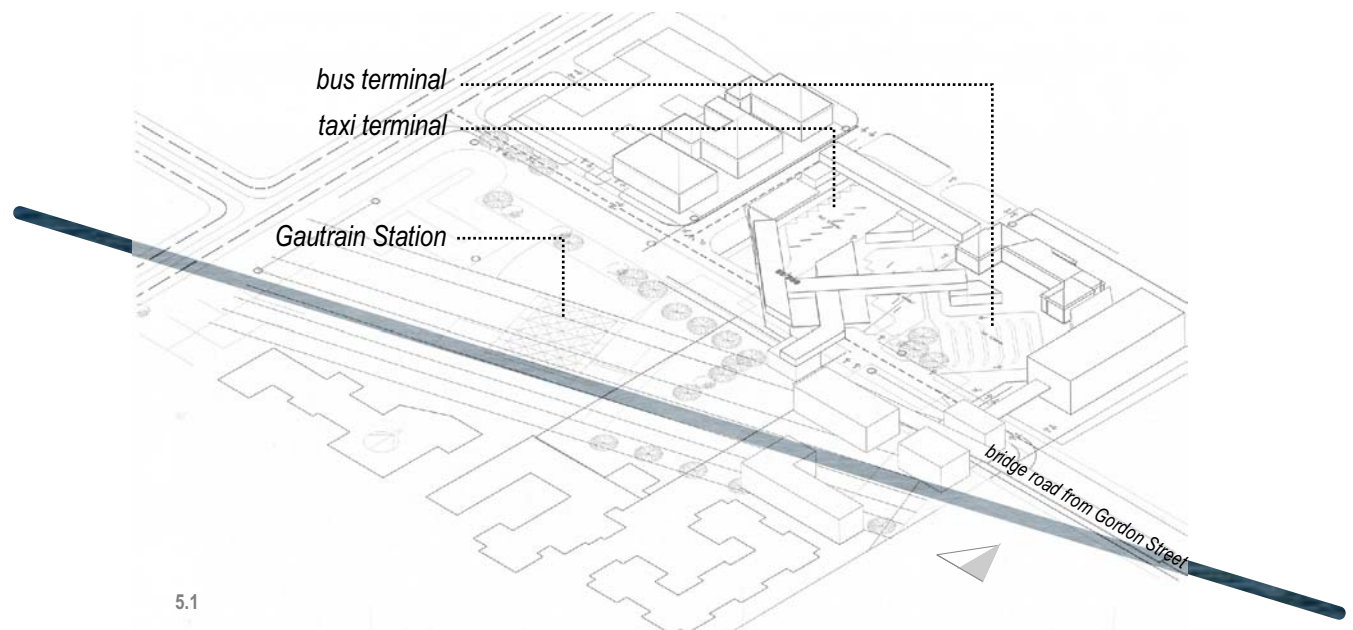 bus terminal
taxi terminal
Gautrain Station
bridge road from Gordon Street
5.1